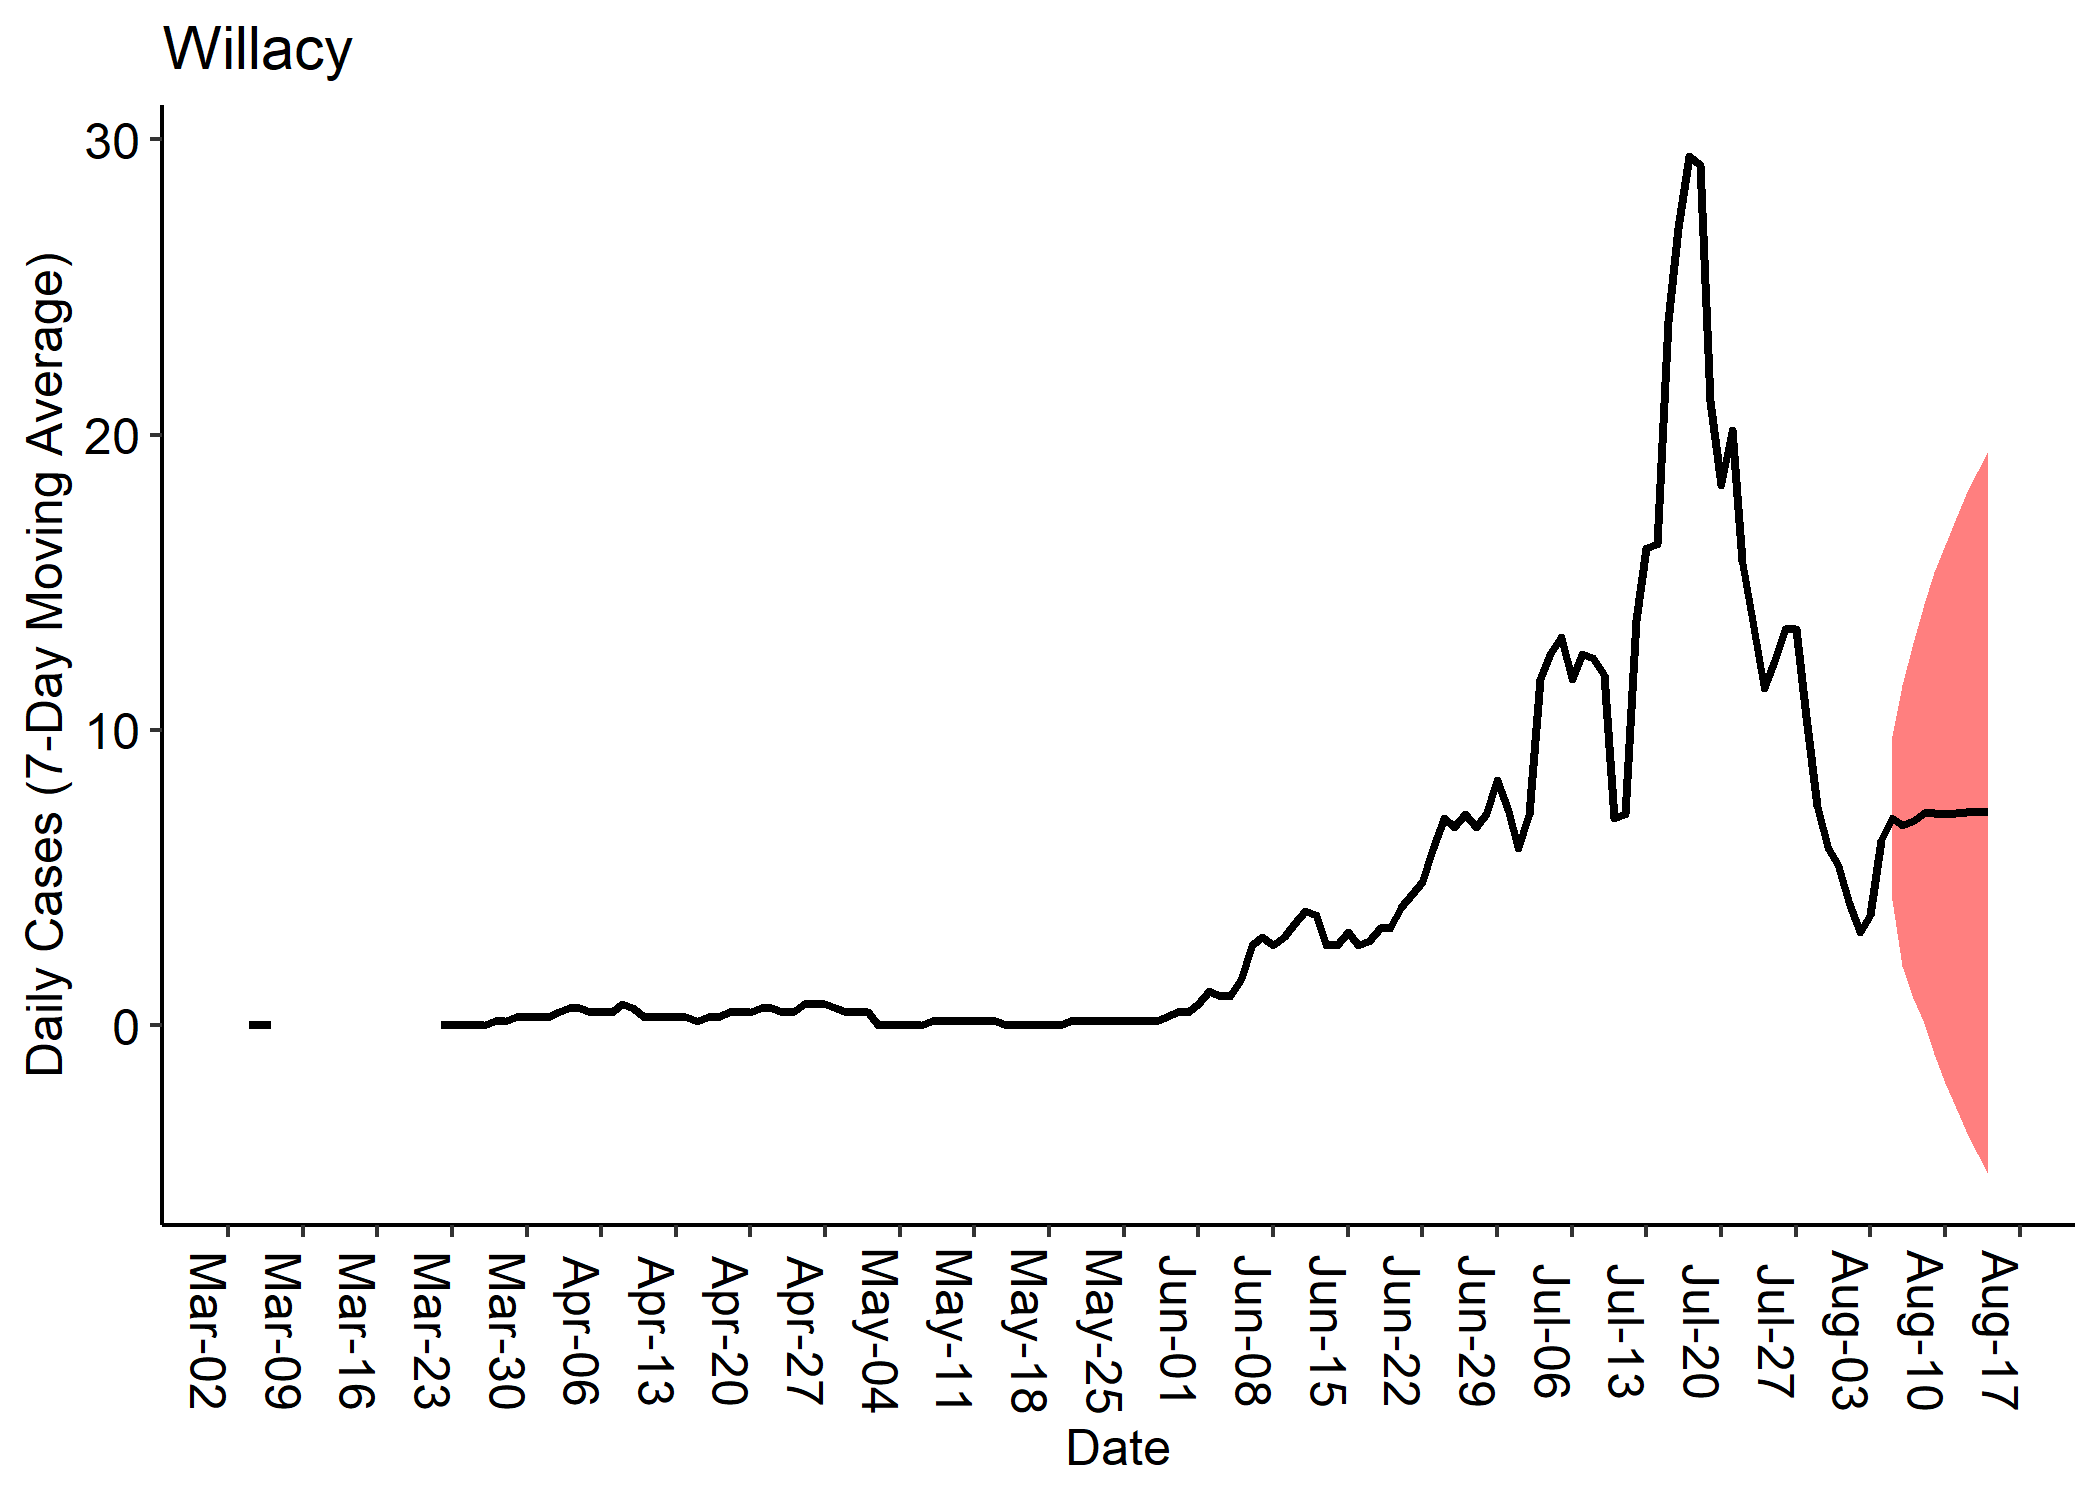 Willacy
Daily Cases (7-Day Moving Average)
30
20
10
0
Mar-02
Mar-09
Mar-16
Mar-23
Mar-30
Apr-06
Apr-13
Apr-20
Apr-27
May-04
May-11
May-18
May-25
Jun-01
Jun-08
Jun-15
Jun-22
Jun-29
Jul-06
Jul-13
Jul-20
Jul-27
Aug-03
Aug-10
Aug-17
Date